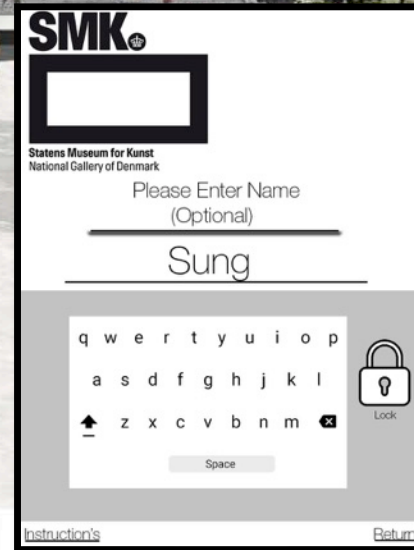 SMK
Statens Museum for Kunst
National Gallery of Denmark
Please Enter Name
(Optional)
Sung
q w e r t y u i o p
a s d f g h j k l
z x c v b n m
Space
Lock
Instruction's
Return